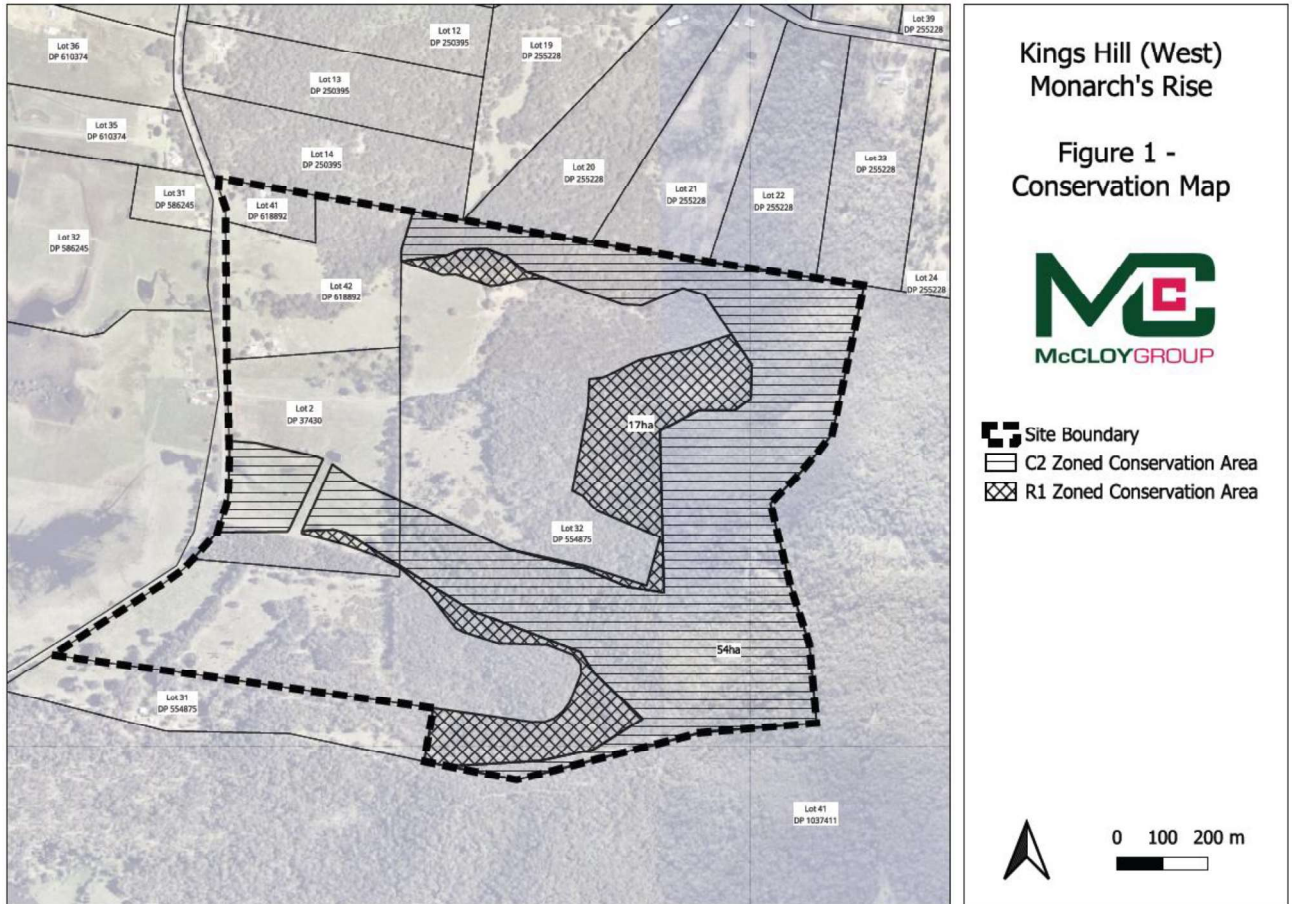 Lot 36
DP 610374
Lot 12
DP 250395
Lot 19
DP 255228
Lot 39
DP 255228
Lot 13
DP 250395
Lot 35
DP 610374
Lot 14
DP 250395
Lot 20
DP 255228
Lot 21
DP 255228
Lot 22
DP 255228
Lot 23
DP 255228
Lot 31
DP 586245
Lot 41
DP 618892
Lot 32
DP 586245
Lot 42
DP 618892
Lot 24
DP 255228
Lot 2
DP 37430
17ha
Lot 32
DP 554875
54ha
Lot 31
DP 554875
Lot 41
DP 1037411
Kings Hill (West)
Monarch's Rise
Figure 1 -
Conservation Map
MCC
McCLOYGROUP
Site Boundary
C2 Zoned Conservation Area
R1 Zoned Conservation Area
0 100 200 m